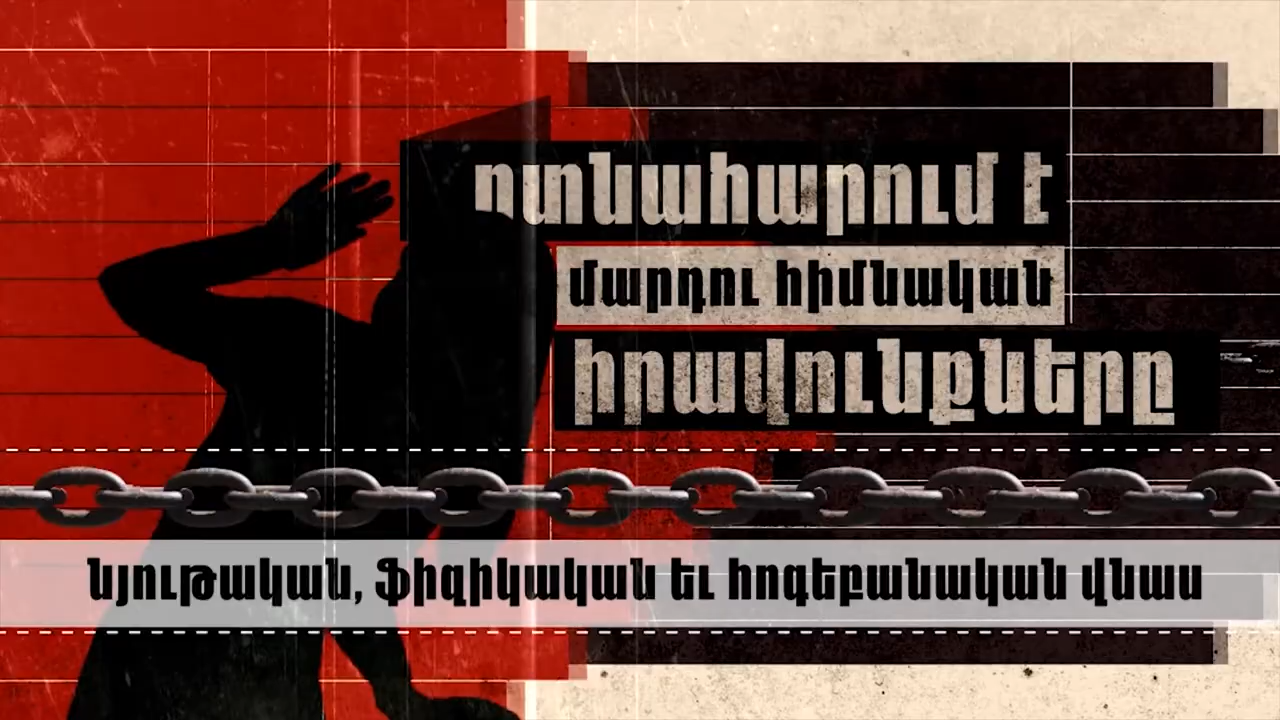 ոտնահարում է
մարդու հիմնական
իրավունքները
նյութական, ֆիզիկական եւ հոգեբանական վնաս